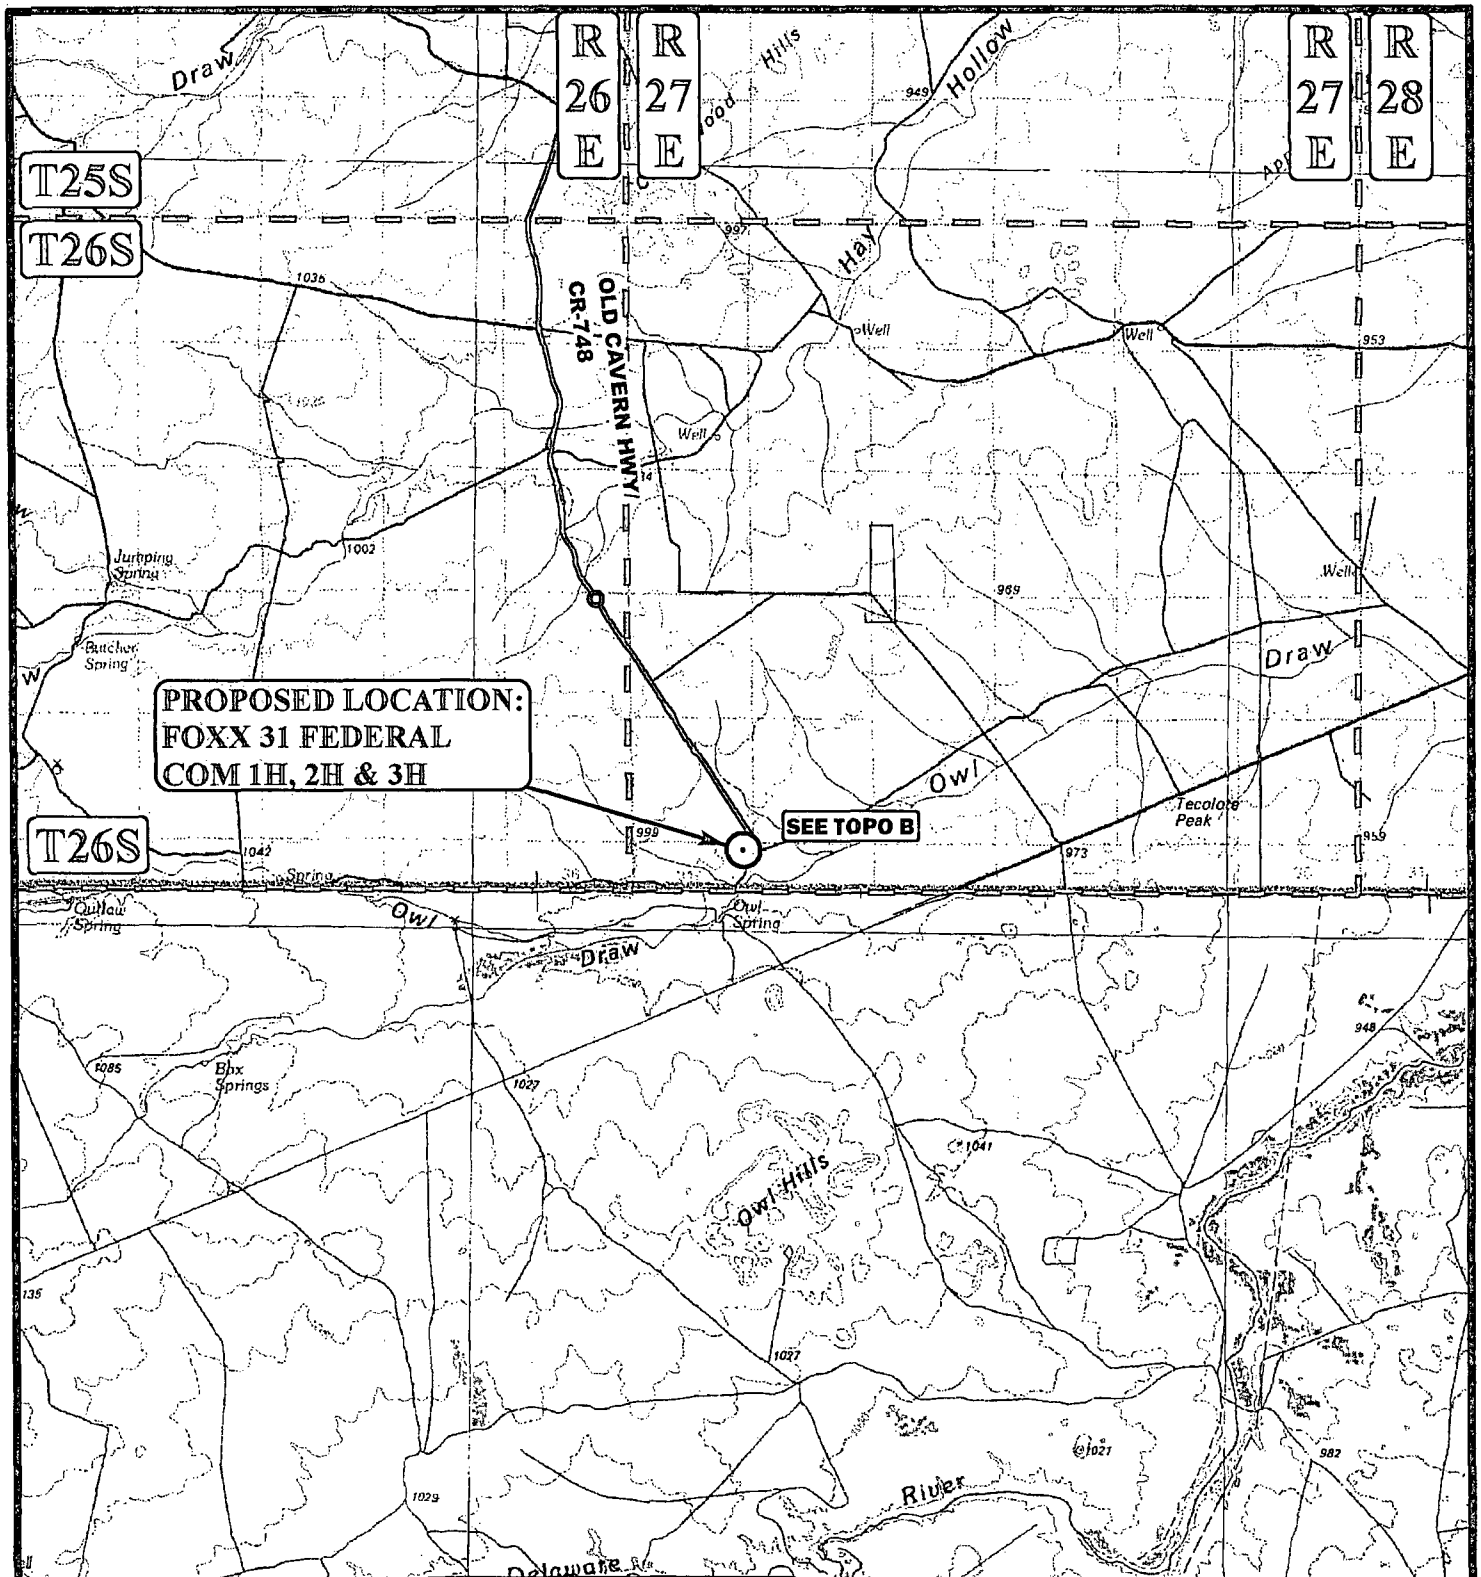 R
26
E
R
27
E
R
27
E
R
28
E
Draw
Hills
Hollow
949
T25S
T26S
997
Hay
1036
OLD CAVERN HWY/
CR-748
Well
Well
953
Well
14
1002
Jumping
Spring
Well
969
Butcher
Spring
W
Draw
PROPOSED LOCATION:
FOXX 31 FEDERAL
COM 1H, 2H & 3H
Owl
Tecolote
Peak
SEE TOPO B
T26S
999
959
1042
973
Spring
36
Outlaw
Spring
Owl
Owl
Spring
Draw
948
1085
Box
Springs
1027
1041
Owl Hills
135
1027
1021
982
1029
River
Delaware